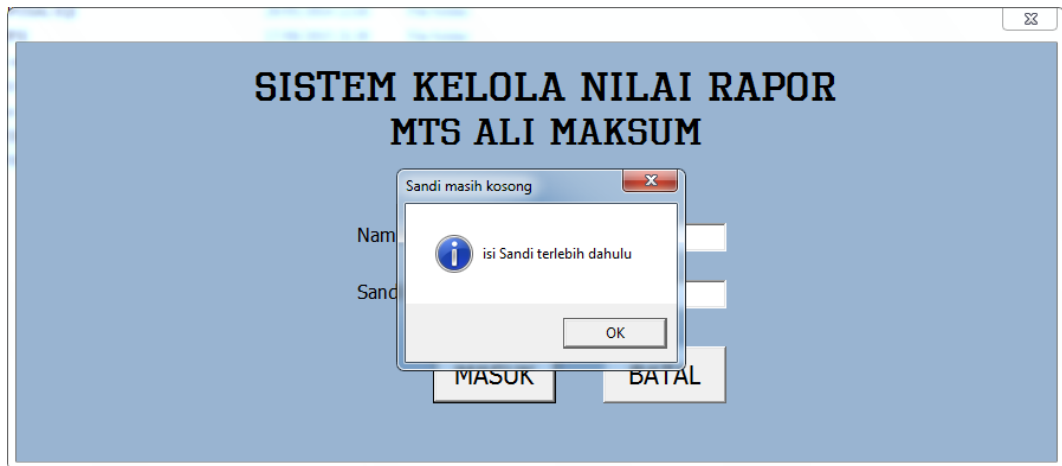 SISTEM KELOLA NILAI RAPOR
MTS ALI MAKSUM
Sandi masih kosong
Nam
isi Sandi terlebih dahulu
Sand
OK
MASUK
BATAL